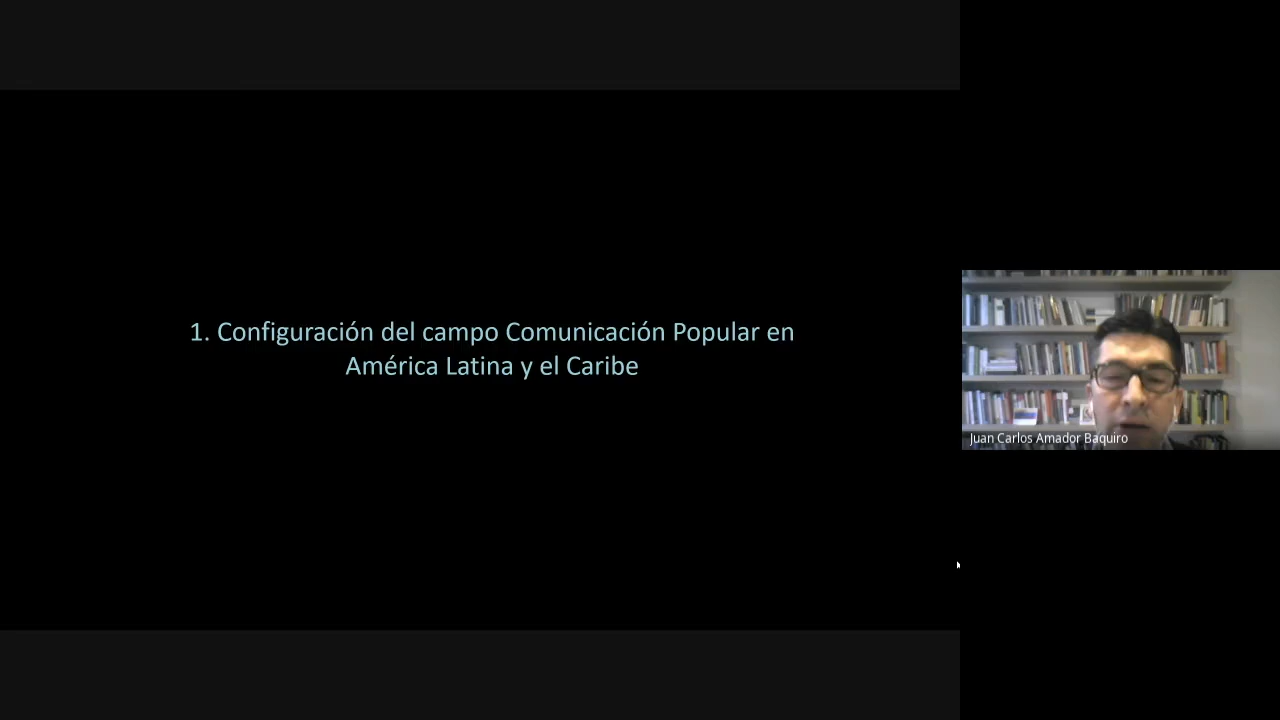 1. Configuración del campo Comunicación Popular en
América Latina y el Caribe
Juan Carlos Amador Baquiro